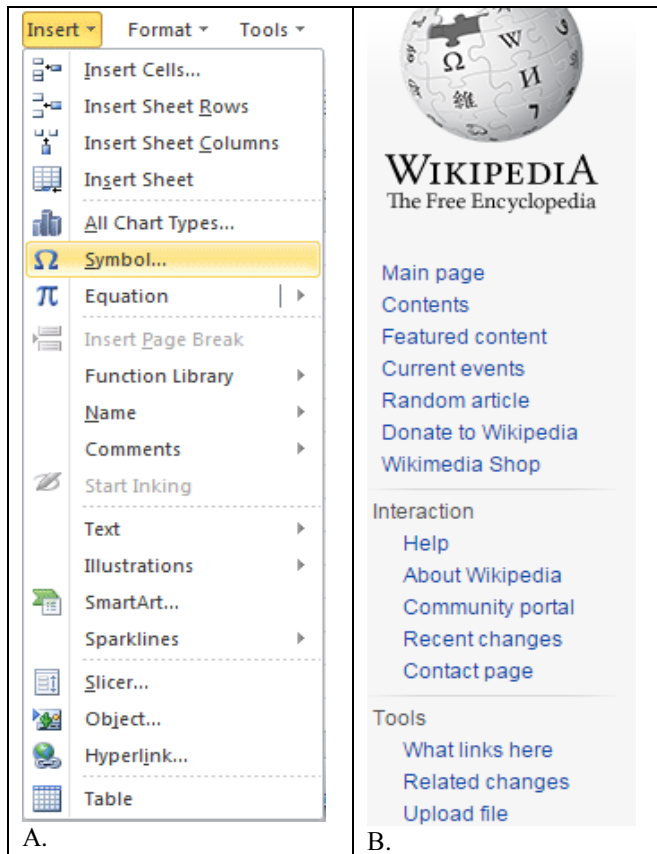 Insert Format Tools
Insert Cells...
Insert Sheet Rows
Insert Sheet Columns
Insert Sheet
All Chart Types...
Symbol...
Equation
Insert Page Break
Function Library
Name
Comments
Start Inking
Text
Illustrations
SmartArt...
Sparklines
Slicer...
Object...
Hyperlink...
Table
A.
Ω W
И
維 7
WIKIPEDIA
The Free Encyclopedia
Main page
Contents
Featured content
Current events
Random article
Donate to Wikipedia
Wikimedia Shop
Interaction
Help
About Wikipedia
Community portal
Recent changes
Contact page
Tools
What links here
Related changes
Upload file
B.